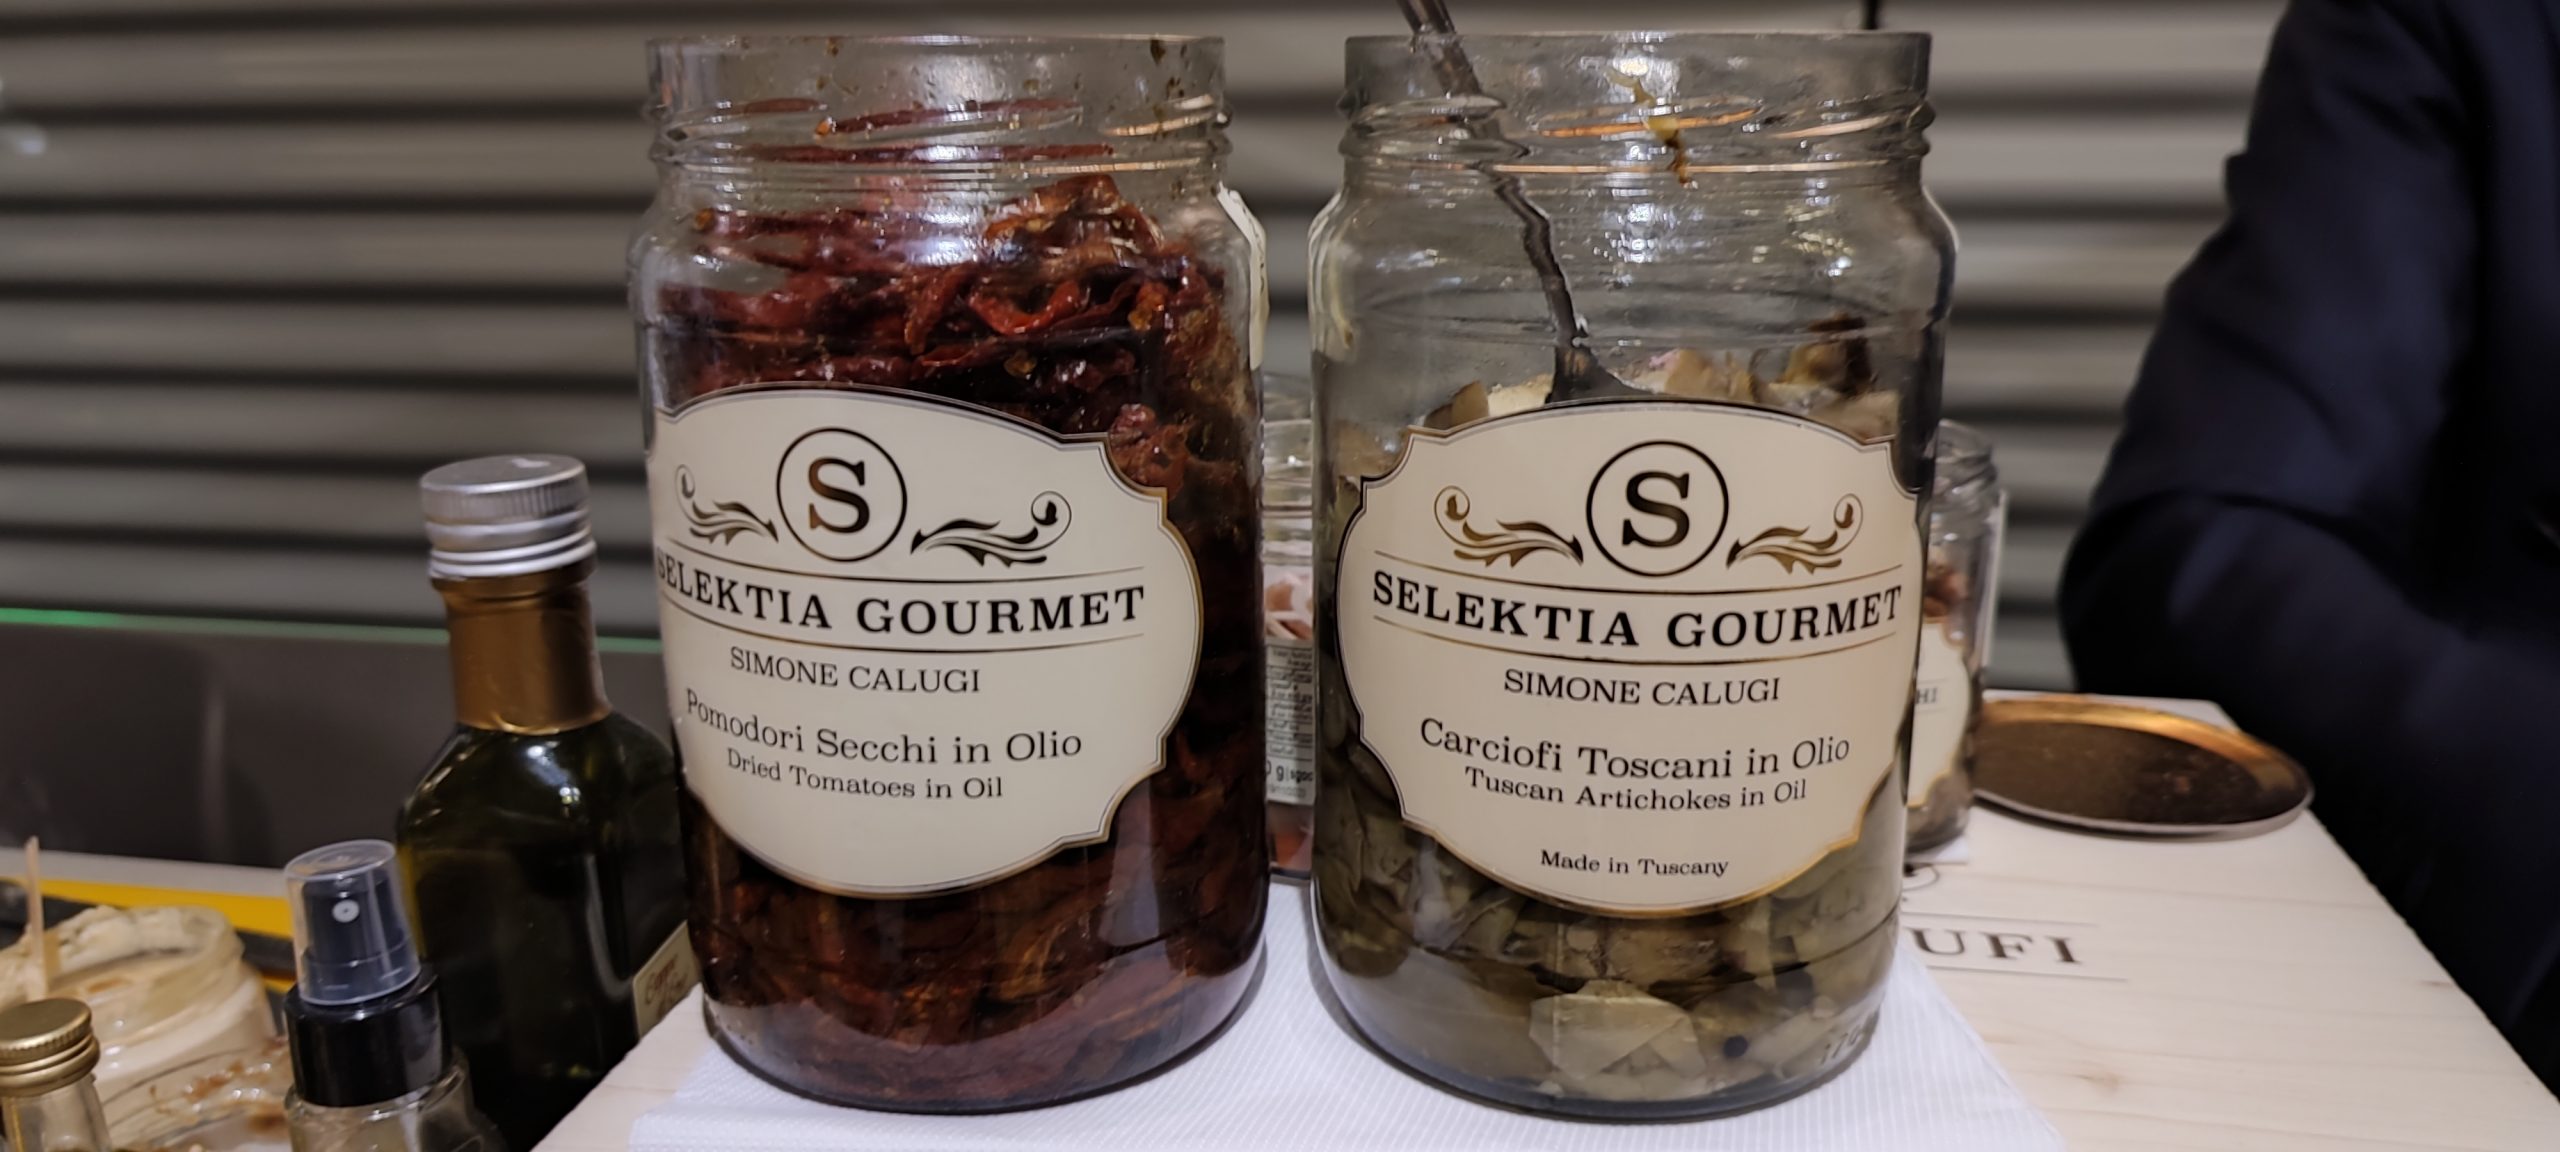 S
SELEKTIA GOURMET
SIMONE CALUGI
Pomodori Secchi in Olio
Dried Tomatoes in Oil
S
SELEKTIA GOURMET
SIMONE CALUGI
Carciofi Toscani in Olio
Tuscan Artichokes in Oil
Made in Tuscany
HI
UFI